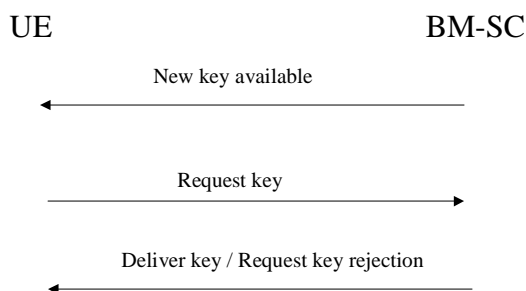 UE BM-SC
New key available
Request key
Deliver key / Request key rejection